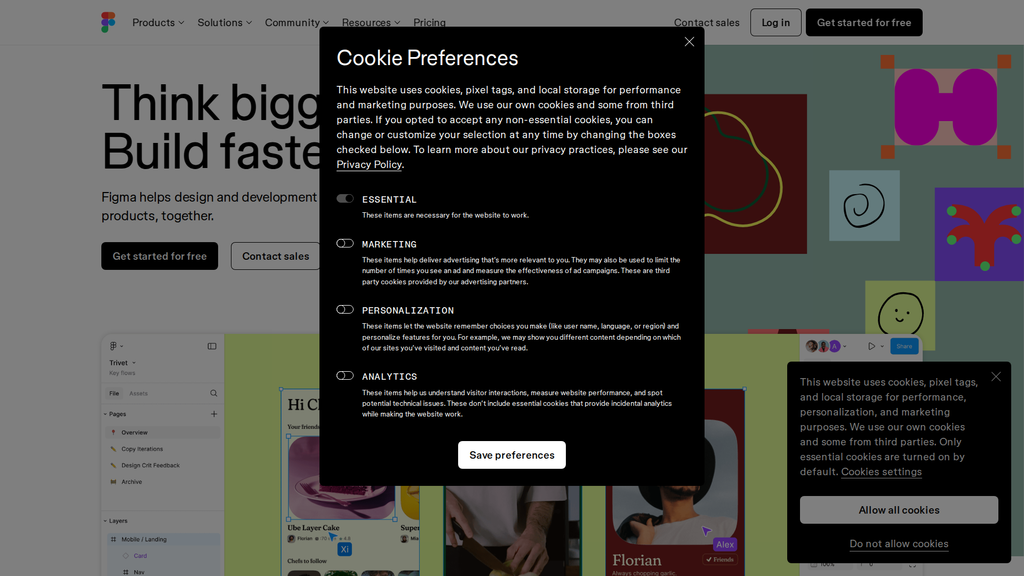 Products
Solutions
Community
Resources
Pricing
Contact sales
Log in
Get started for free
Think bigg
Build faste
Figma helps design and development
products, together.
Get started for free
Contact sales
Cookie Preferences
This website uses cookies, pixel tags, and local storage for performance
and marketing purposes. We use our own cookies and some from third
parties. If you opted to accept any non-essential cookies, you can
change or customize your selection at any time by changing the boxes
checked below. To learn more about our privacy practices, please see our
Privacy Policy.
ESSENTIAL
These items are necessary for the website to work.
MARKETING
These items help deliver advertising that's more relevant to you. They may also be used to limit the
number of times you see an ad and measure the effectiveness of ad campaigns. These are third
party cookies provided by our advertising partners.
PERSONALIZATION
These items let the website remember choices you make (like user name, language, or region) and
personalize features for you. For example, we may show you different content depending on which
of our sites you've visited and content you've read.
ANALYTICS
These items help us understand visitor interactions, measure website performance, and spot
potential technical issues. These don't include essential cookies that provide incidental analytics
while making the website work.
Save preferences
Trivet
Key flows
File Assets
Pages
Overview
Copy Iterations
Design Crit Feedback
Archive
Layers
Mobile / Landing
Card
Nav
Hi Ch
Your friends
Ube Layer Cake
Florian 4.9
Chefs to follow
Xi
Sup
Mia
Alex
Florian
Friends
Always chopping garlic.
A
Share
100%
This website uses cookies, pixel tags,
and local storage for performance,
personalization, and marketing
purposes. We use our own cookies
and some from third parties. Only
essential cookies are turned on by
default. Cookies settings
Allow all cookies
Do not allow cookies